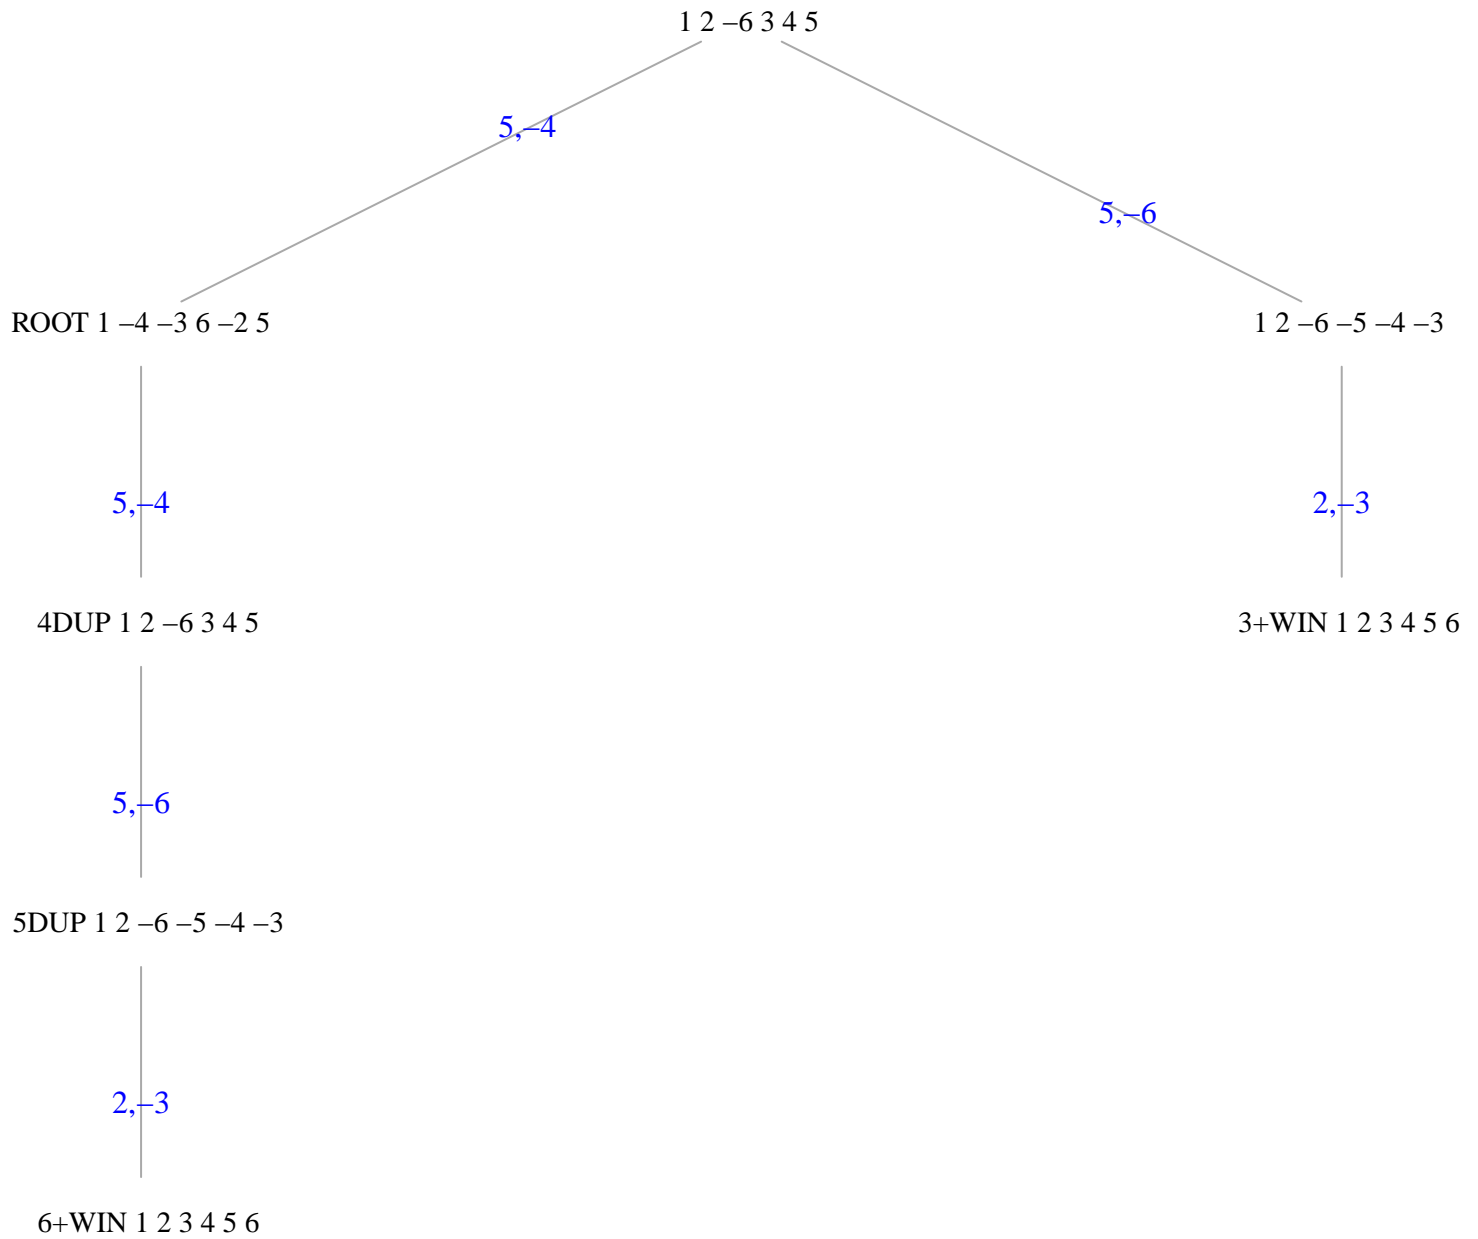 1 2 –6 3 4 5
5,–4
5,–6
ROOT 1 –4 –3 6 –2 5
1 2 –6 –5 –4 –3
5,–4
2,–3
4DUP 1 2 –6 3 4 5
3+WIN 1 2 3 4 5 6
5,–6
5DUP 1 2 –6 –5 –4 –3
2,–3
6+WIN 1 2 3 4 5 6